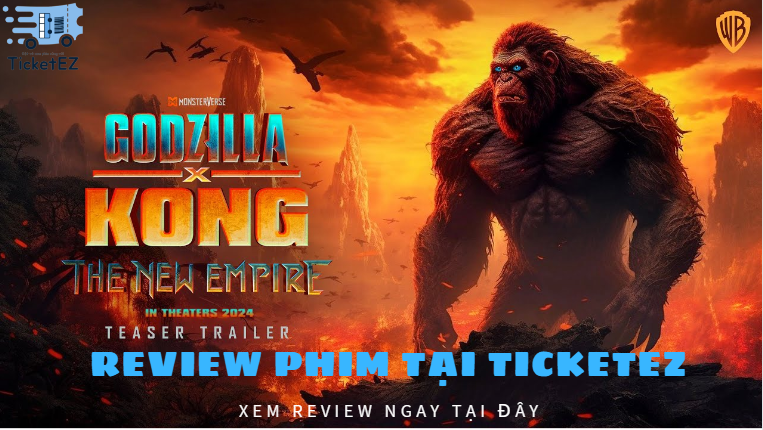 TicketEZ
WB
MONSTERVERSE
GODZILLA
X
KONG
THE NEW EMPIRE
IN THEATERS 2024
TEASER TRAILER
REVIEW PHIM TẠI TICKETEZ
XEM REVIEW NGAY TẠI ĐÂY